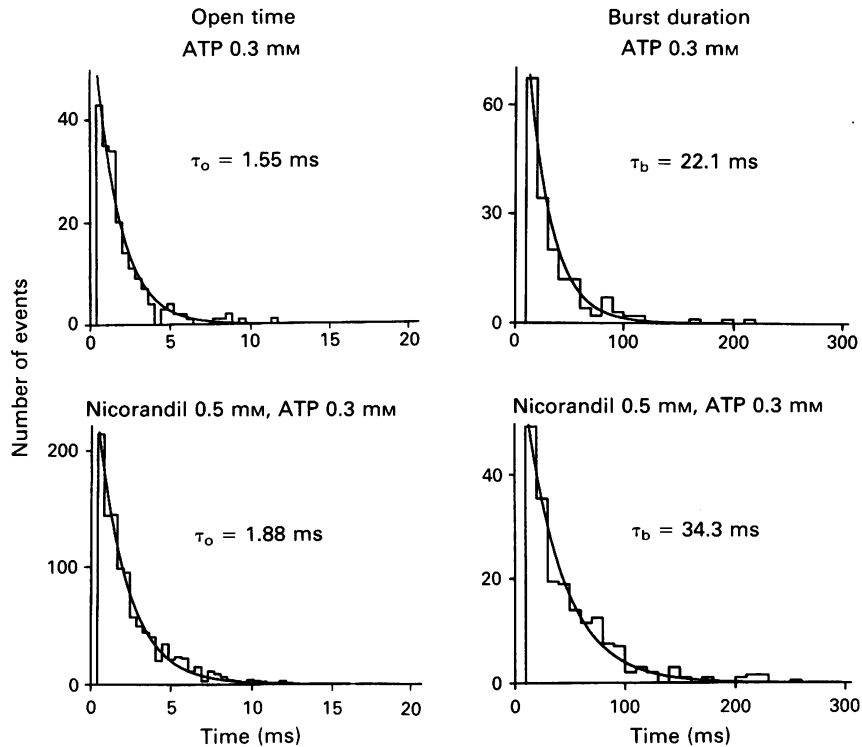 Open time
ATP 0.3 mM
40
20
0
τo = 1.55 ms
0 5 10 15 20
Burst duration
ATP 0.3 mM
60
30
0
τb = 22.1 ms
0 100 200 300
Number of events
Nicorandil 0.5 mM, ATP 0.3 mM
200
100
0
τo = 1.88 ms
0 5 10 15 20
Time (ms)
Nicorandil 0.5 mM, ATP 0.3 mM
40
20
0
τb = 34.3 ms
0 100 200 300
Time (ms)